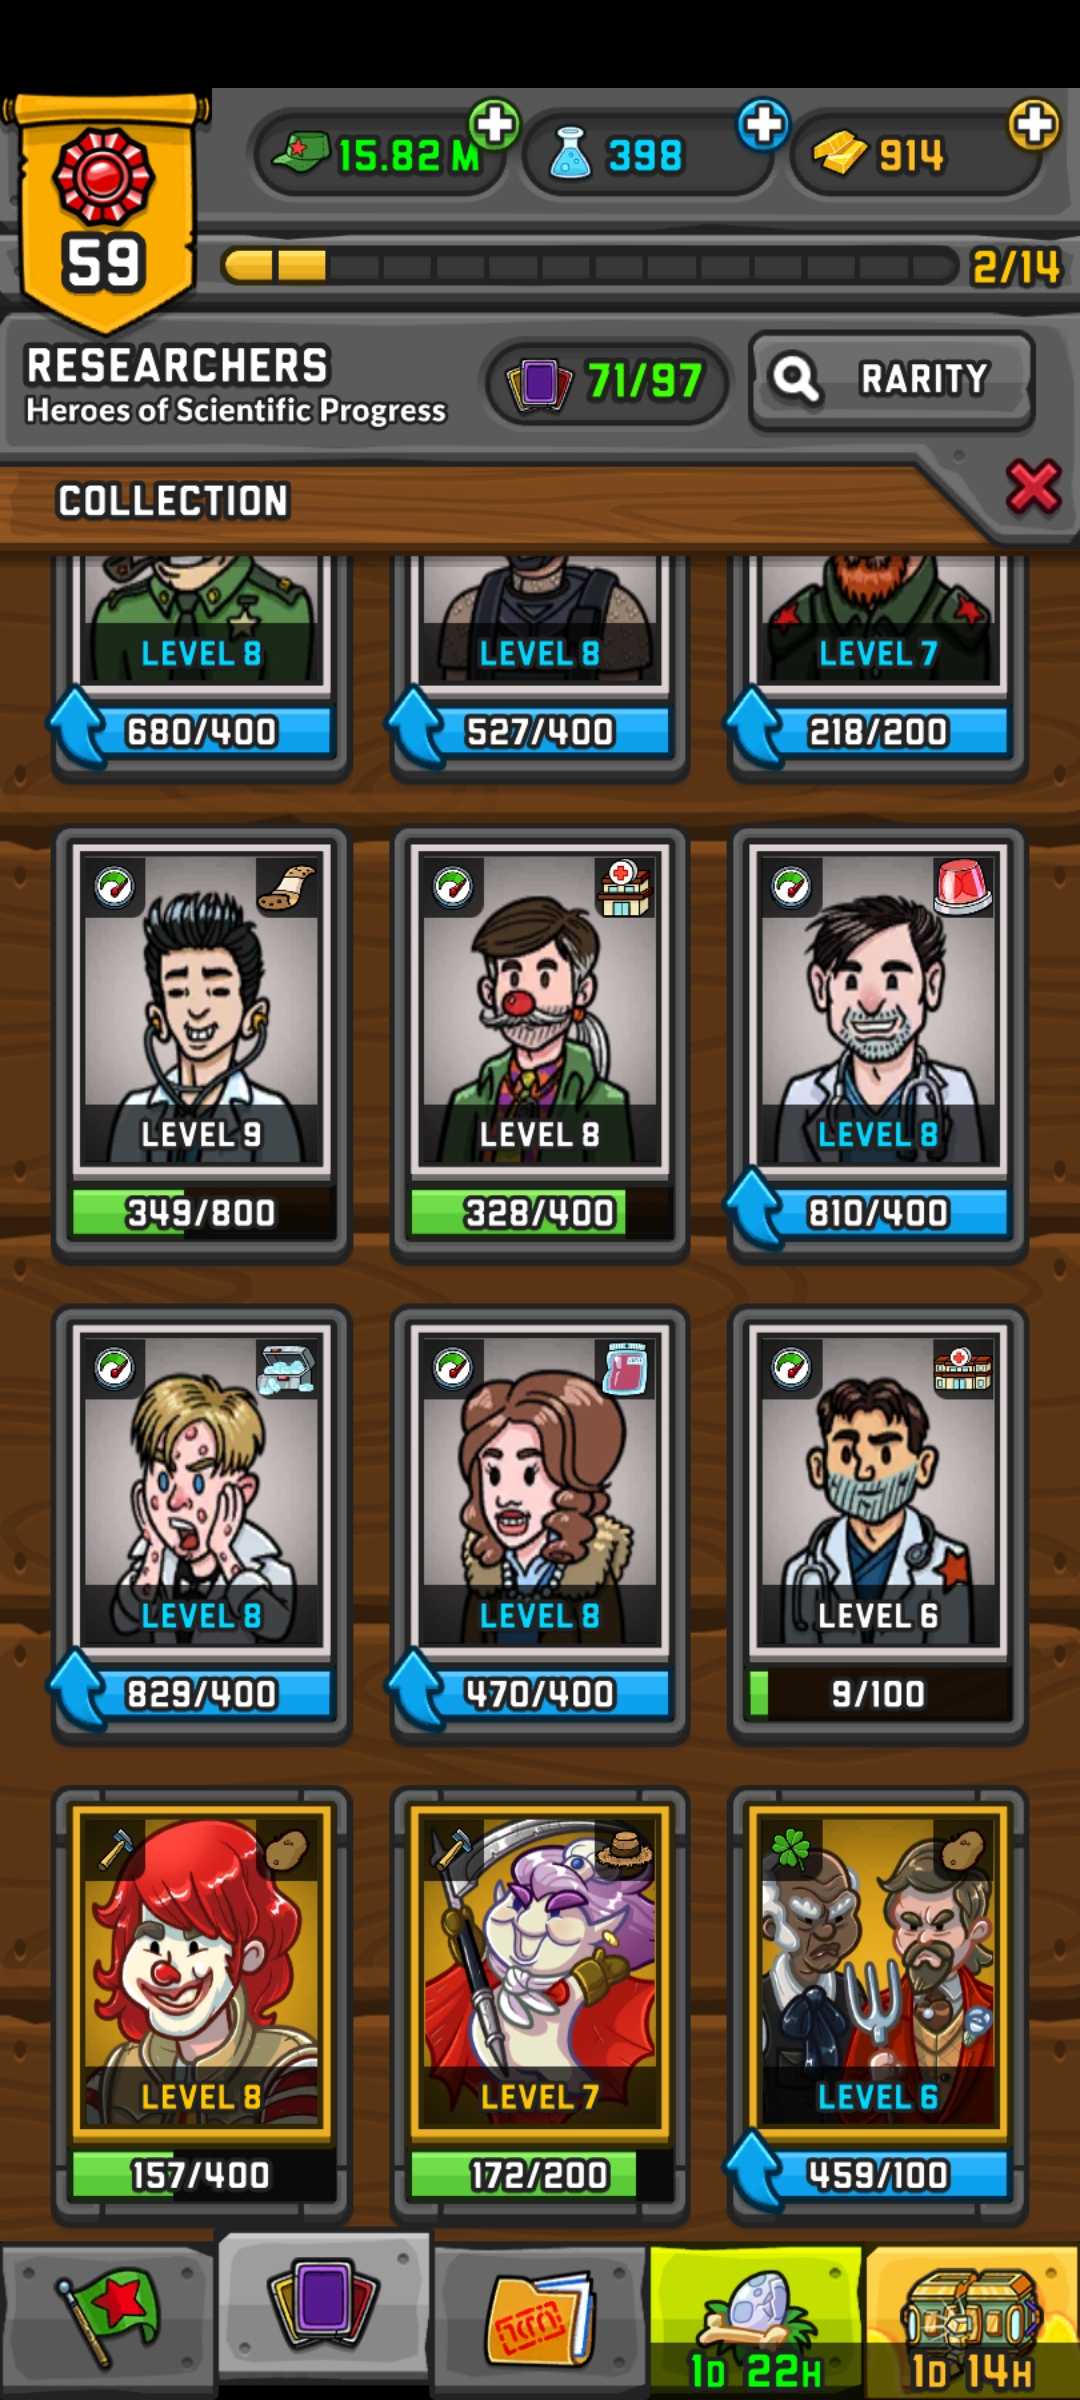 15.82 M
398
914
59
2/14
RESEARCHERS
Heroes of Scientific Progress
71/97
RARITY
COLLECTION
LEVEL 8
LEVEL 8
LEVEL 7
680/400
527/400
218/200
LEVEL 9
LEVEL 8
LEVEL 8
349/800
328/400
810/400
LEVEL 8
LEVEL 8
LEVEL 6
829/400
470/400
9/100
LEVEL 8
LEVEL 7
LEVEL 6
157/400
172/200
459/100
1D 22H
1D 14H